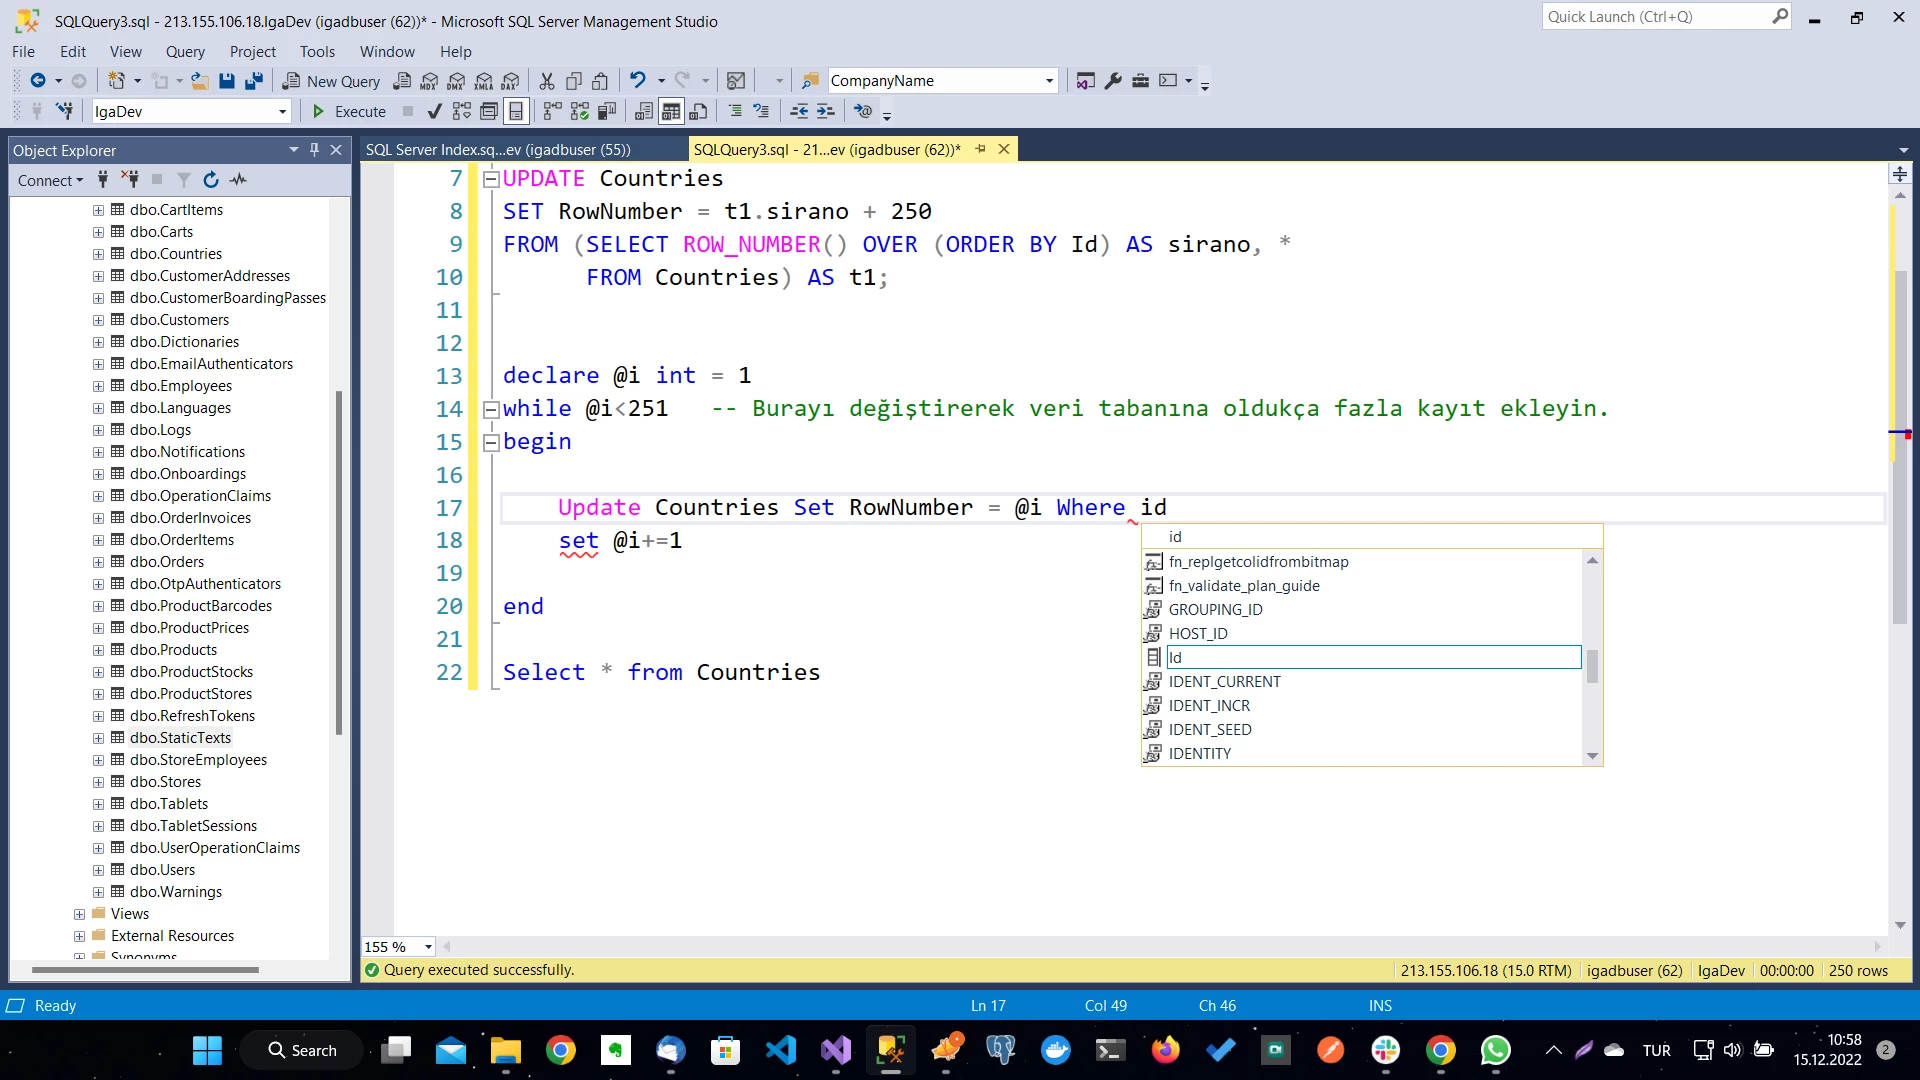 SQLQuery3.sql - 213.155.106.18.IgaDev (igadbuser (62))* - Microsoft SQL Server Management Studio
Quick Launch (Ctrl+Q)
File Edit View Query Project Tools Window Help
New Query
MDX DMX XMLA DAX
CompanyName
IgaDev
Execute
Object Explorer
SQL Server Index.sq...ev (igadbuser (55))
SQLQuery3.sql - 21...ev (igadbuser (62))*
Connect
dbo.CartItems
dbo.Carts
dbo.Countries
dbo.CustomerAddresses
dbo.CustomerBoardingPasses
dbo.Customers
dbo.Dictionaries
dbo.EmailAuthenticators
dbo.Employees
dbo.Languages
dbo.Logs
dbo.Notifications
dbo.Onboardings
dbo.OperationClaims
dbo.OrderInvoices
dbo.OrderItems
dbo.Orders
dbo.OtpAuthenticators
dbo.ProductBarcodes
dbo.ProductPrices
dbo.Products
dbo.ProductStocks
dbo.ProductStores
dbo.RefreshTokens
dbo.StaticTexts
dbo.StoreEmployees
dbo.Stores
dbo.Tablets
dbo.TabletSessions
dbo.UserOperationClaims
dbo.Users
dbo.Warnings
Views
External Resources
Synonyms
7 UPDATE Countries
8 SET RowNumber = t1.sirano + 250
9 FROM (SELECT ROW_NUMBER() OVER (ORDER BY Id) AS sirano, *
10 FROM Countries) AS t1;
11
12
13 declare @i int = 1
14 while @i<251 -- Burayı değiştirerek veri tabanına oldukça fazla kayıt ekleyin.
15 begin
16
17 Update Countries Set RowNumber = @i Where id
18 set @i+=1
19
20 end
21
22 Select * from Countries
id
fn_replgetcolidfrombitmap
fn_validate_plan_guide
GROUPING_ID
HOST_ID
Id
IDENT_CURRENT
IDENT_INCR
IDENT_SEED
IDENTITY
155 %
Query executed successfully.
213.155.106.18 (15.0 RTM) igadbuser (62) IgaDev 00:00:00 250 rows
Ready
Ln 17 Col 49 Ch 46 INS
Search
TUR
10:58
15.12.2022
2